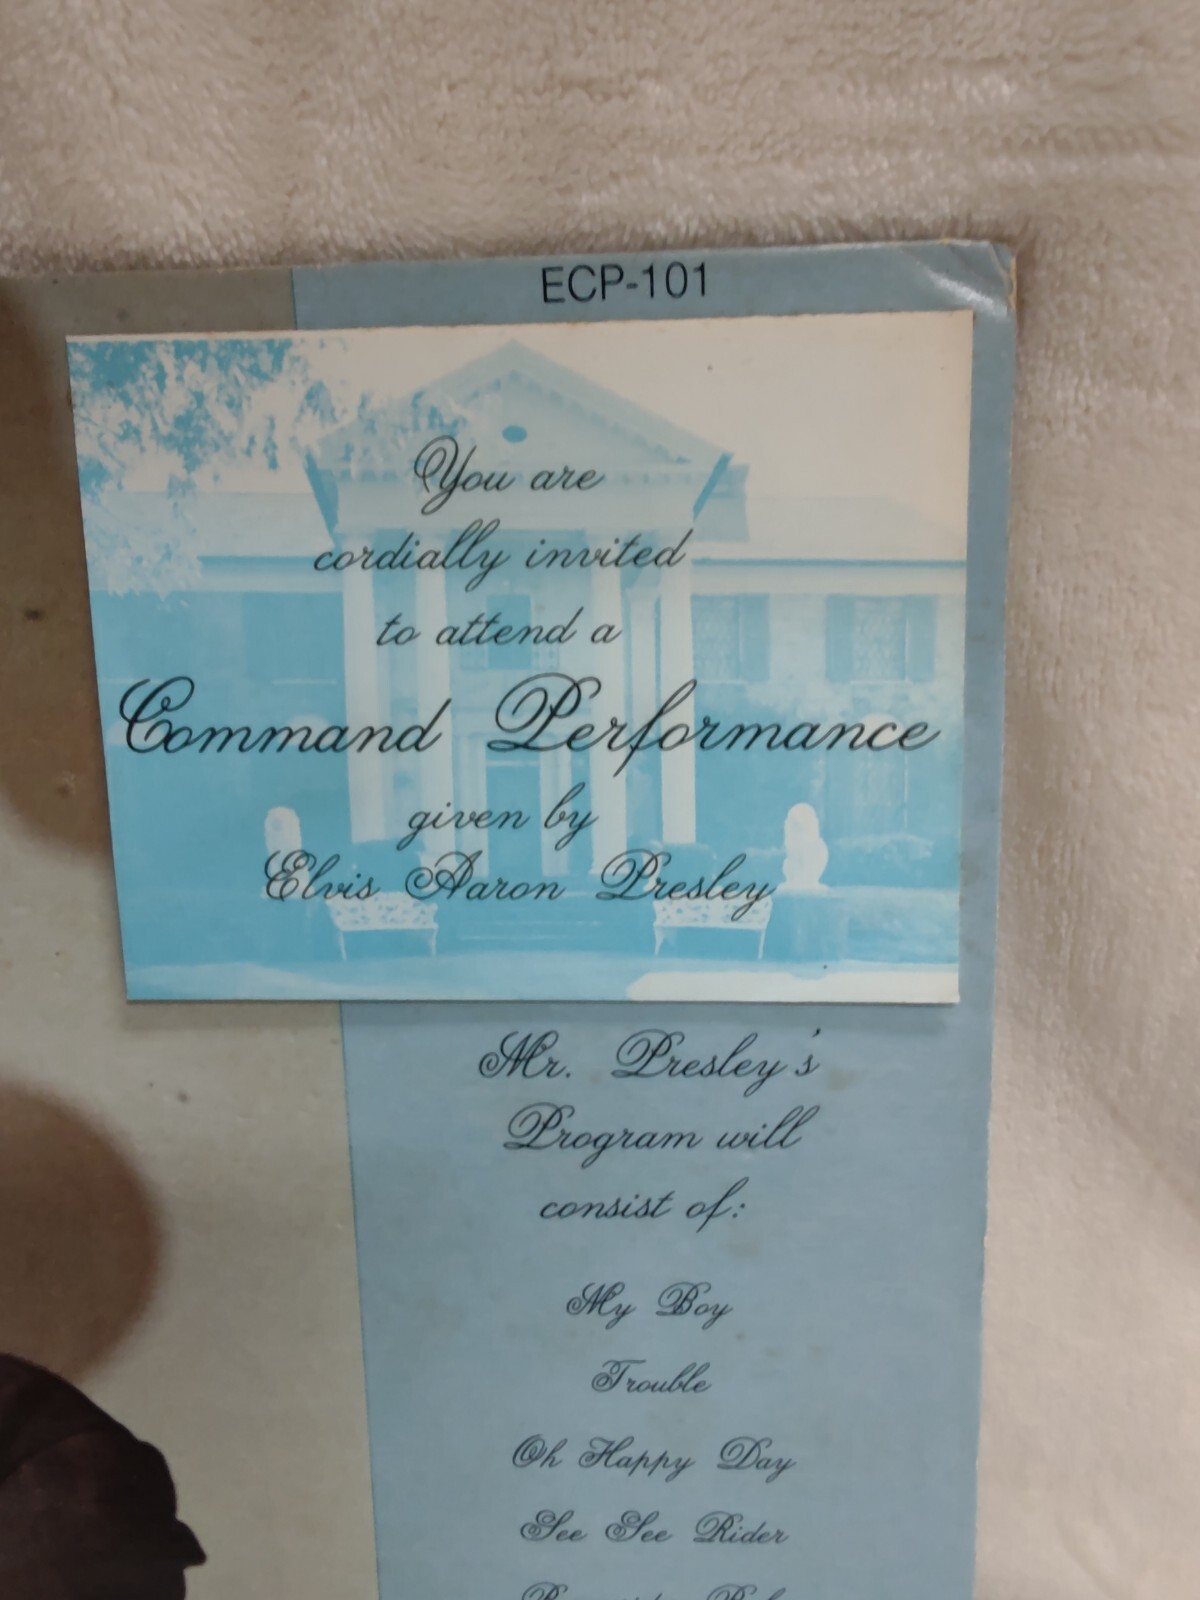 ECP-101
You are
cordially invited
to attend a
Command Performance
given by
Elvis Aaron Presley
Mr. Presley's
Program will
consist of:
My Boy
Trouble
Oh Happy Day
See See Rider